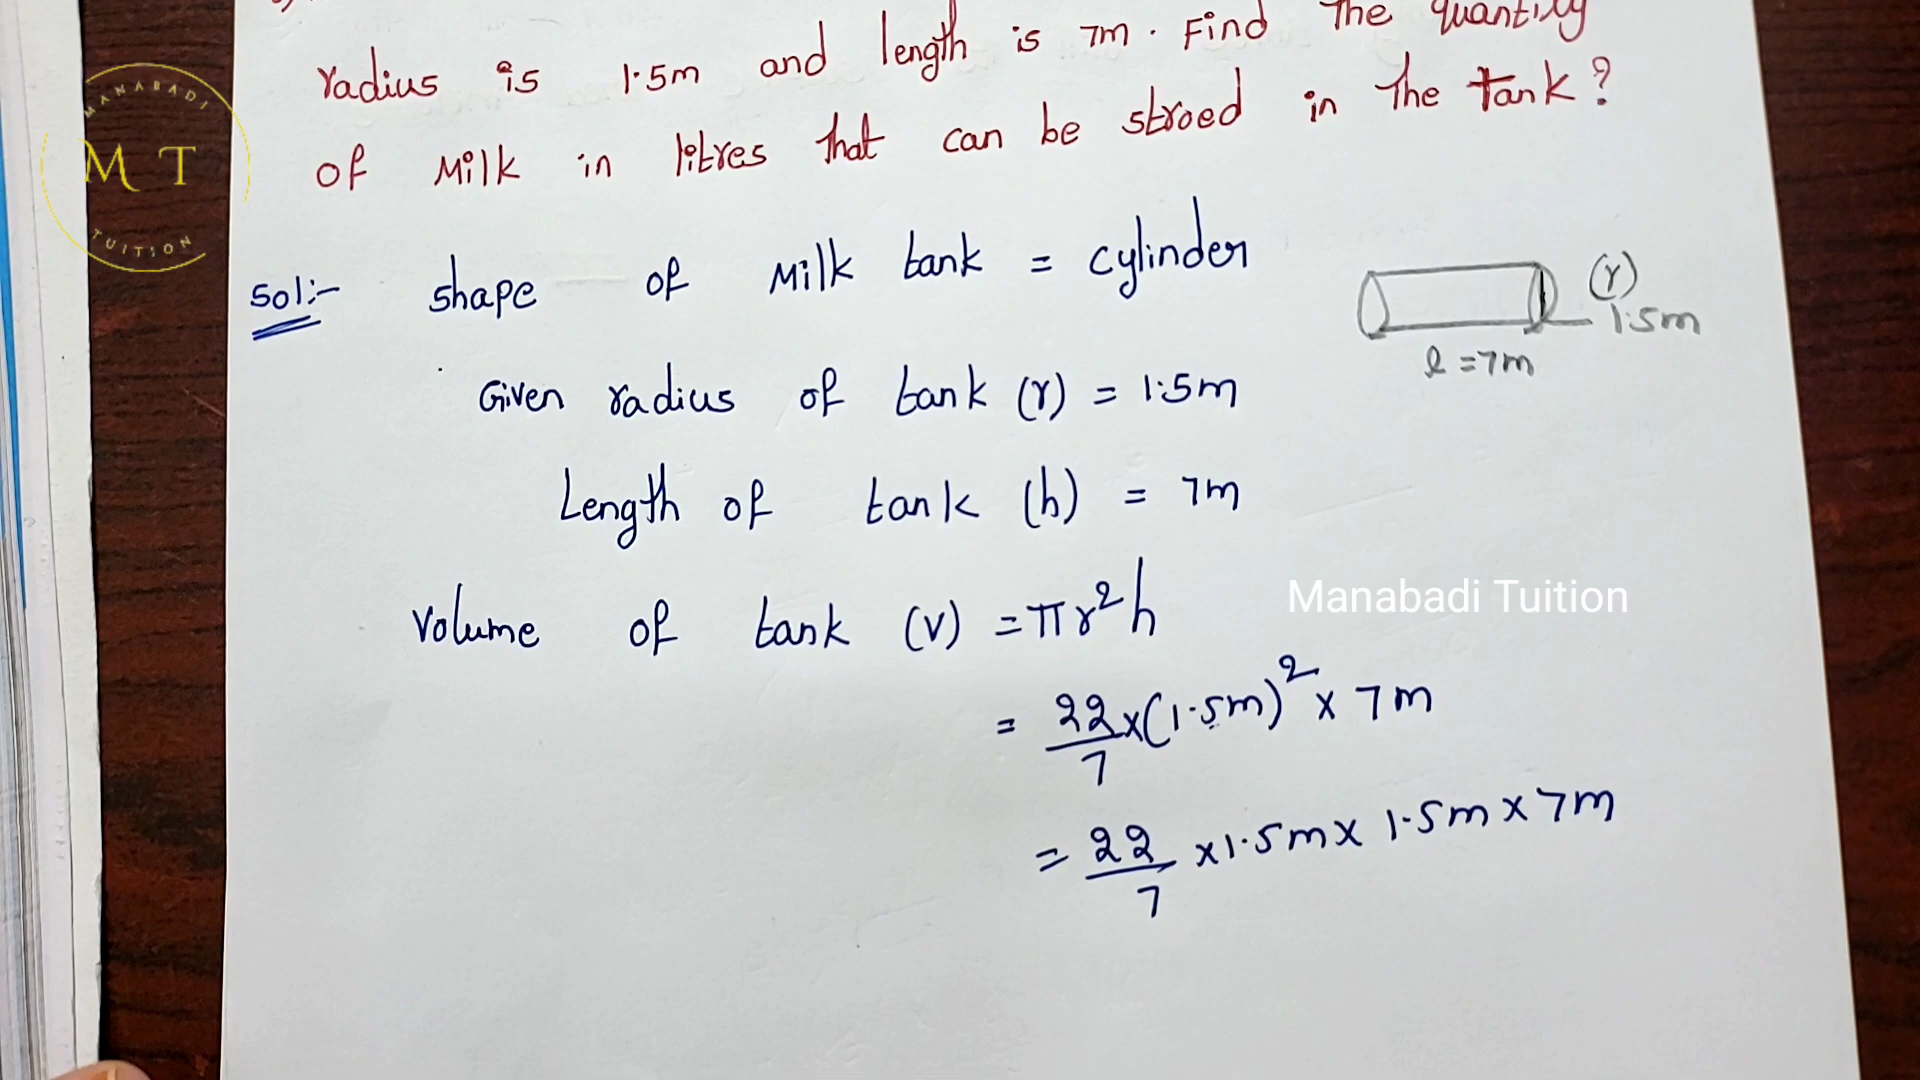 radius is 1.5m and length is 7m. Find The quantity
of Milk in litres that can be stroed in The tank?
MANABADI
MT
TUITION
Sol:- shape of Milk tank = cylinder
(r)
1.5m
l = 7m
Given radius of tank (r) = 1.5m
Length of tank (h) = 7m
Manabadi Tuition
Volume of tank (v) = πr²h
= 22/7 x (1.5m)² x 7m
= 22/7 x 1.5m x 1.5m x 7m